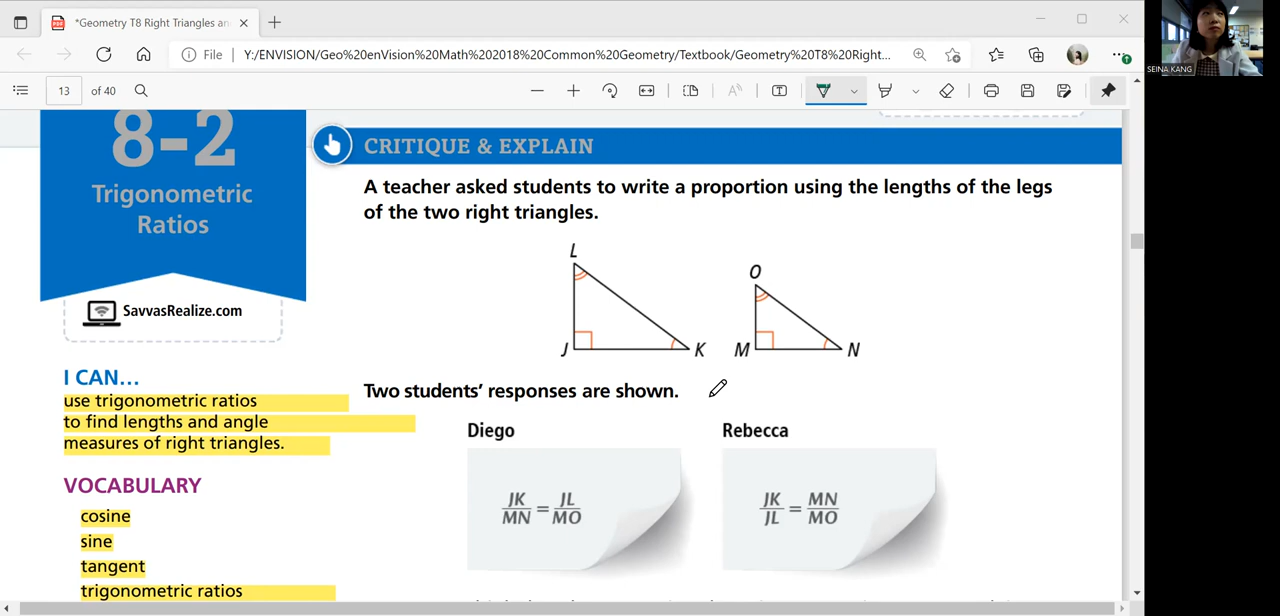 *Geometry T8 Right Triangles an
File
Y:/ENVISION/Geo%20enVision%20Math%202018%20Common%20Geometry/Textbook/Geometry%20T8%20Right...
SEINA KANG
13 of 40
8-2
Trigonometric
Ratios
SavvasRealize.com
I CAN...
use trigonometric ratios
to find lengths and angle
measures of right triangles.
VOCABULARY
cosine
sine
tangent
trigonometric ratios
CRITIQUE & EXPLAIN
A teacher asked students to write a proportion using the lengths of the legs
of the two right triangles.
L
J
K
O
M
N
Two students' responses are shown.
Diego
JK/MN = JL/MO
Rebecca
JK/JL = MN/MO